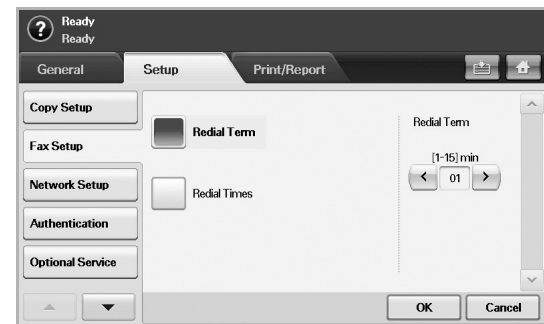 ?
Ready
Ready
General
Setup
Print/Report
Copy Setup
Fax Setup
Network Setup
Authentication
Optional Service
Redial Term
Redial Times
Redial Term
[1-15] min
< 01 >
OK
Cancel